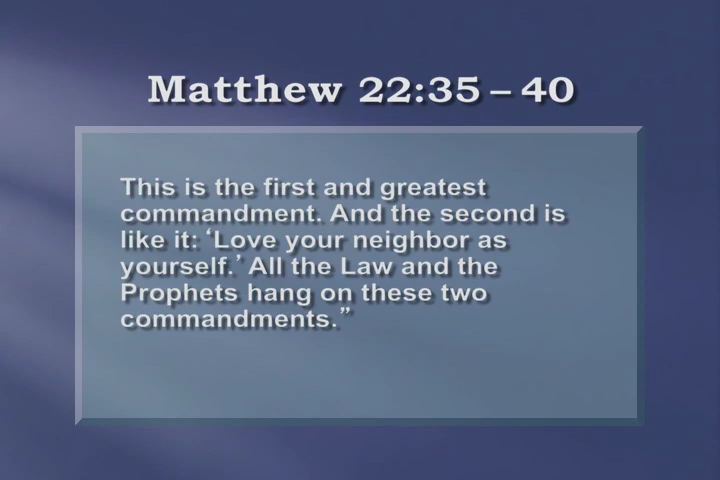 Matthew 22:35 – 40
This is the first and greatest
commandment. And the second is
like it: ‘Love your neighbor as
yourself.’ All the Law and the
Prophets hang on these two
commandments.”